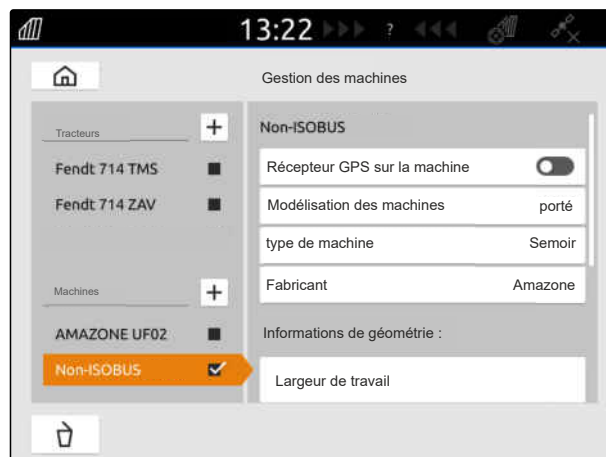 13:22 ?
Gestion des machines
Tracteurs +
Fendt 714 TMS
Fendt 714 ZAV
Machines +
AMAZONE UF02
Non-ISOBUS
Non-ISOBUS
Récepteur GPS sur la machine
Modélisation des machines porté
type de machine Semoir
Fabricant Amazone
Informations de géométrie :
Largeur de travail